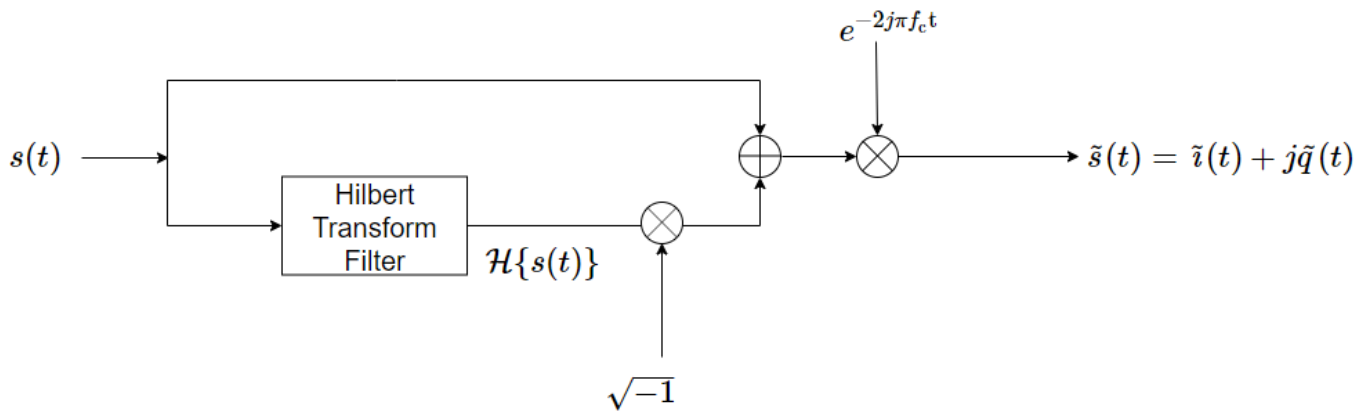 e^{-2jπf_c t}
s(t)
s̃(t) = ĩ(t) + jq̃(t)
Hilbert
Transform
Filter
ℋ{s(t)}
√−1